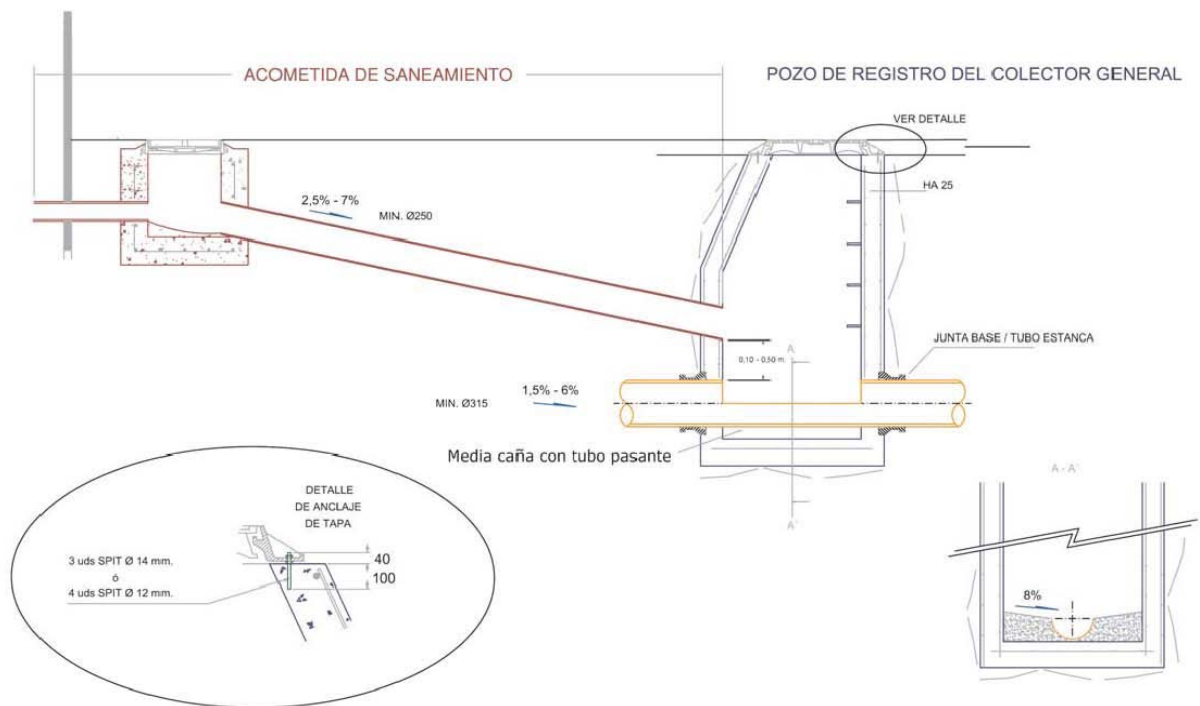 ACOMETIDA DE SANEAMIENTO
POZO DE REGISTRO DEL COLECTOR GENERAL
VER DETALLE
HA 25
2,5% - 7%
MIN. Ø250
JUNTA BASE / TUBO ESTANCA
A
0,10 - 0,50 m.
1,5% - 6%
MIN. Ø315
Media caña con tubo pasante
A'
A - A'
DETALLE
DE ANCLAJE
DE TAPA
3 uds SPIT Ø 14 mm.
ó
4 uds SPIT Ø 12 mm.
40
100
8%